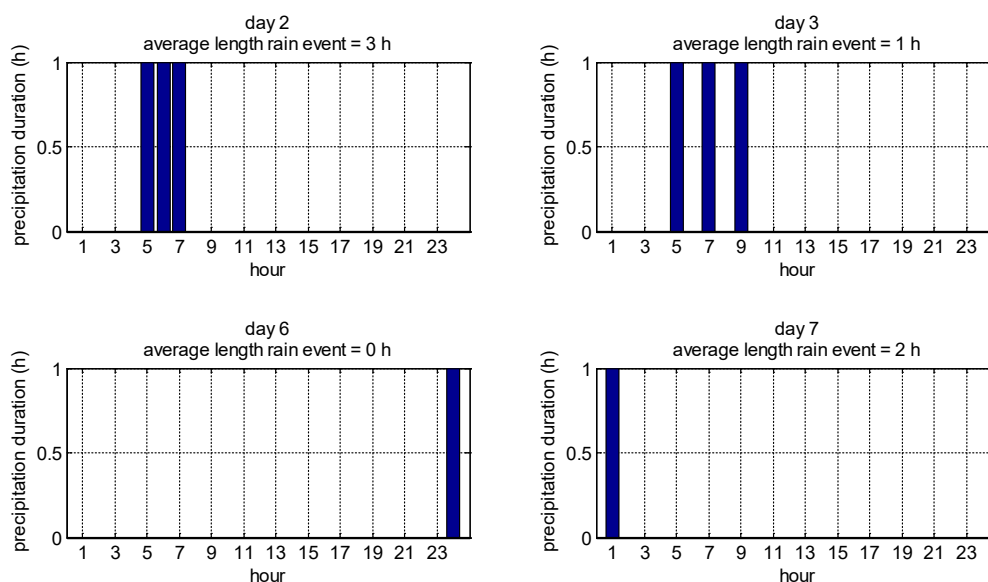 day 2
average length rain event = 3 h
precipitation duration (h)
1
0.5
0
1 3 5 7 9 11 13 15 17 19 21 23
hour
day 3
average length rain event = 1 h
precipitation duration (h)
1
0.5
0
1 3 5 7 9 11 13 15 17 19 21 23
hour
day 6
average length rain event = 0 h
precipitation duration (h)
1
0.5
0
1 3 5 7 9 11 13 15 17 19 21 23
hour
day 7
average length rain event = 2 h
precipitation duration (h)
1
0.5
0
1 3 5 7 9 11 13 15 17 19 21 23
hour